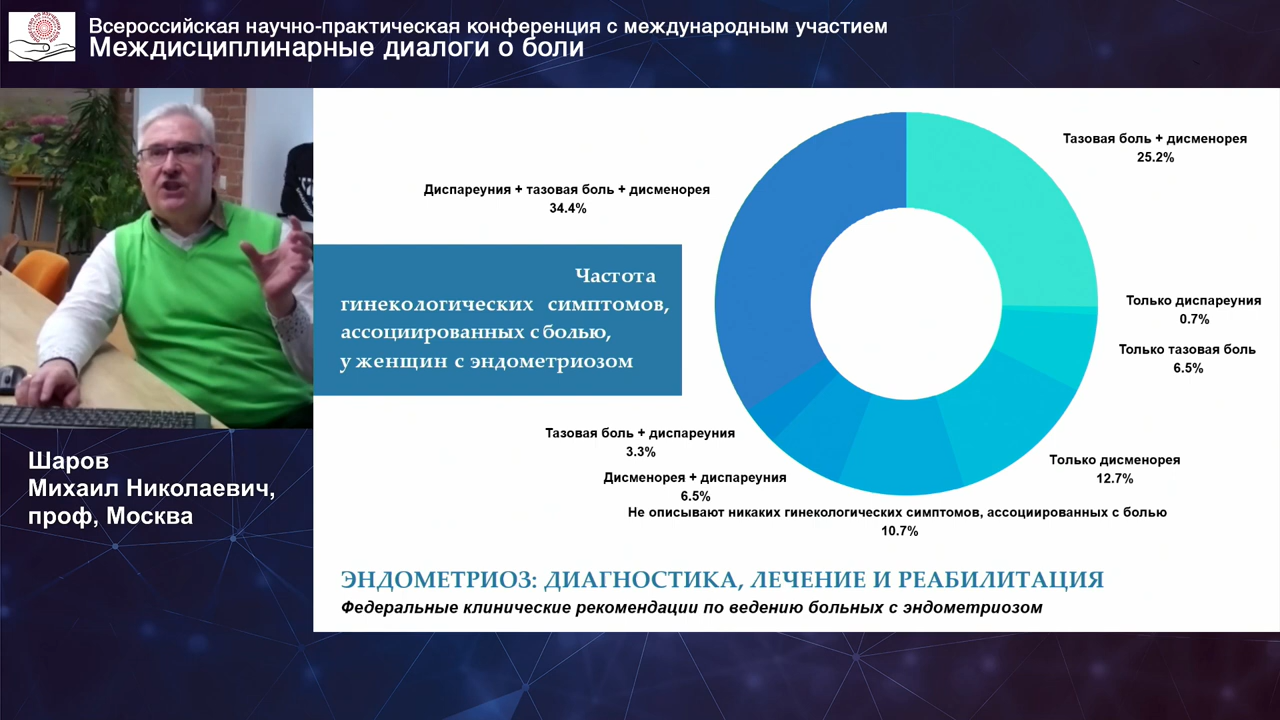 Всероссийская научно-практическая конференция с международным участием
Междисциплинарные диалоги о боли
Тазовая боль + дисменорея
25.2%
Диспареуния + тазовая боль + дисменорея
34.4%
Частота
гинекологических симптомов,
ассоциированных с болью,
у женщин с эндометриозом
Только диспареуния
0.7%
Только тазовая боль
6.5%
Тазовая боль + диспареуния
3.3%
Только дисменорея
12.7%
Дисменорея + диспареуния
6.5%
Не описывают никаких гинекологических симптомов, ассоциированных с болью
10.7%
Шаров
Михаил Николаевич,
проф, Москва
ЭНДОМЕТРИОЗ: ДИАГНОСТИКА, ЛЕЧЕНИЕ И РЕАБИЛИТАЦИЯ
Федеральные клинические рекомендации по ведению больных с эндометриозом